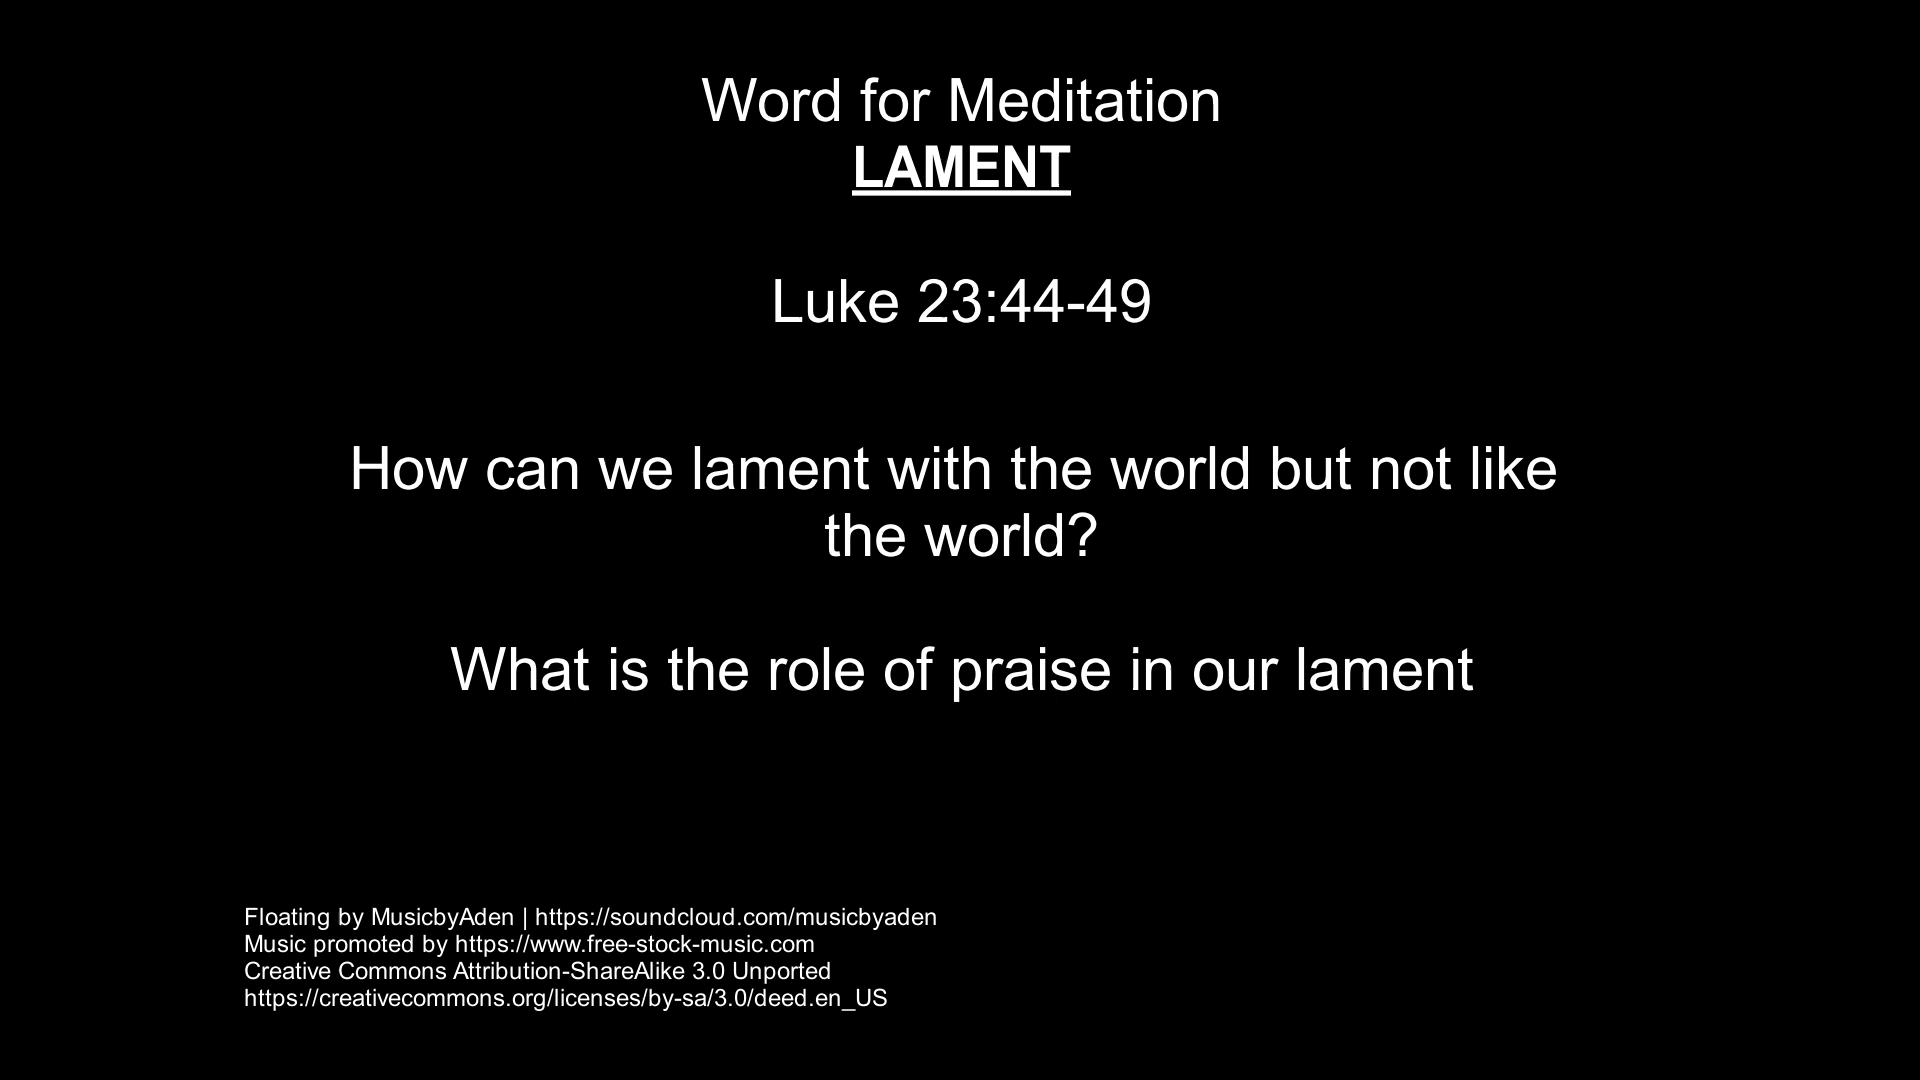 Word for Meditation
LAMENT
Luke 23:44-49
How can we lament with the world but not like
the world?
What is the role of praise in our lament
Floating by MusicbyAden | https://soundcloud.com/musicbyaden
Music promoted by https://www.free-stock-music.com
Creative Commons Attribution-ShareAlike 3.0 Unported
https://creativecommons.org/licenses/by-sa/3.0/deed.en_US